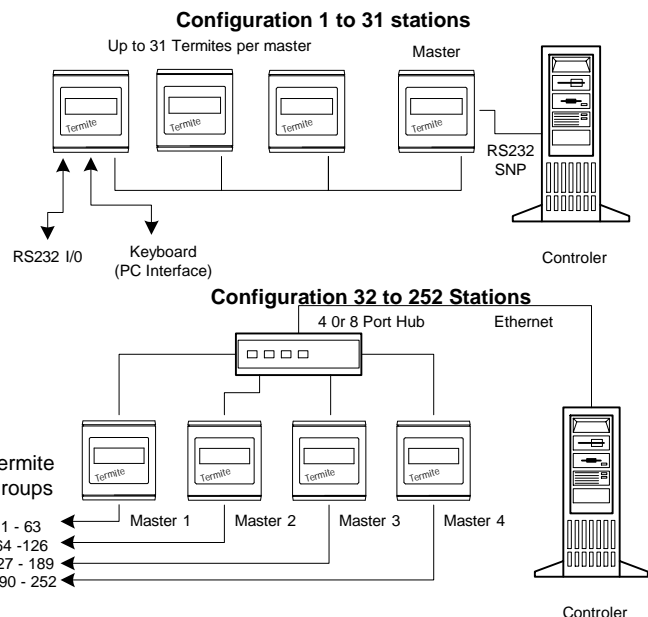 Configuration 1 to 31 stations
Up to 31 Termites per master
Master
Termite
Termite
Termite
Termite
RS232
SNP
RS232 I/0
Keyboard
(PC Interface)
Controler
Configuration 32 to 252 Stations
4 0r 8 Port Hub
Ethernet
Termite
Termite
Termite
Termite
ermite
roups
Master 1
Master 2
Master 3
Master 4
1 - 63
64 -126
27 - 189
90 - 252
Controler